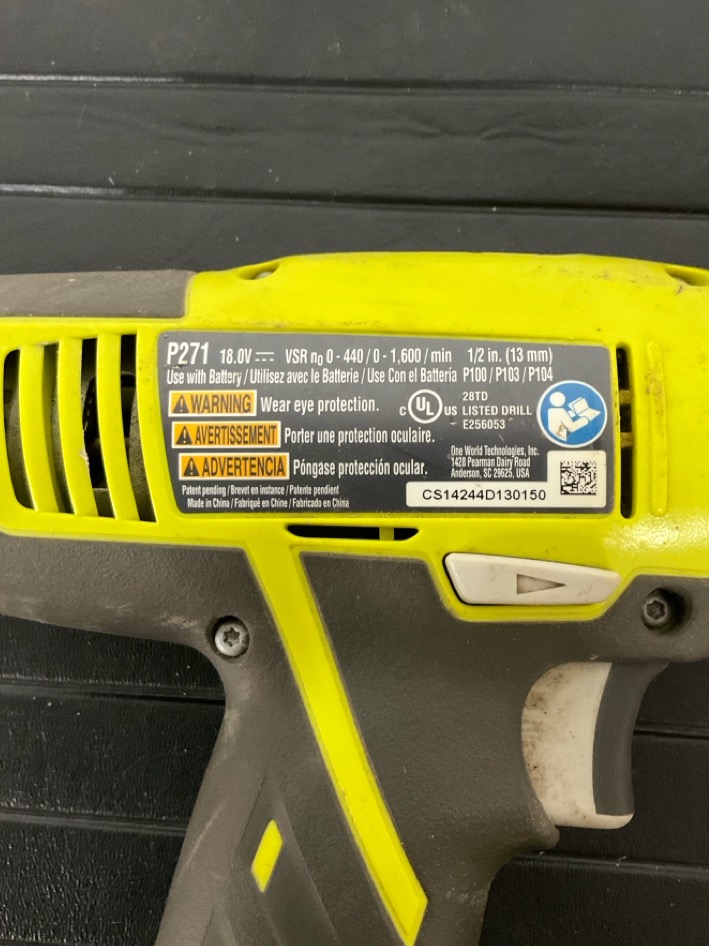 P271 18.0V ⎓ VSR n₀ 0 - 440 / 0 - 1,600 / min 1/2 in. (13 mm)
Use with Battery / Utilisez avec le Batterie / Use Con el Batería P100 / P103 / P104
WARNING Wear eye protection.
AVERTISSEMENT Porter une protection oculaire.
ADVERTENCIA Póngase protección ocular.
Patent pending / Brevet en instance / Patente pendient
Made in China / Fabriqué en Chine / Fabricado en China
C UL US
28TD
LISTED DRILL
E256053
One World Technologies, Inc.
1428 Pearman Dairy Road
Anderson, SC 29625, USA
CS14244D130150